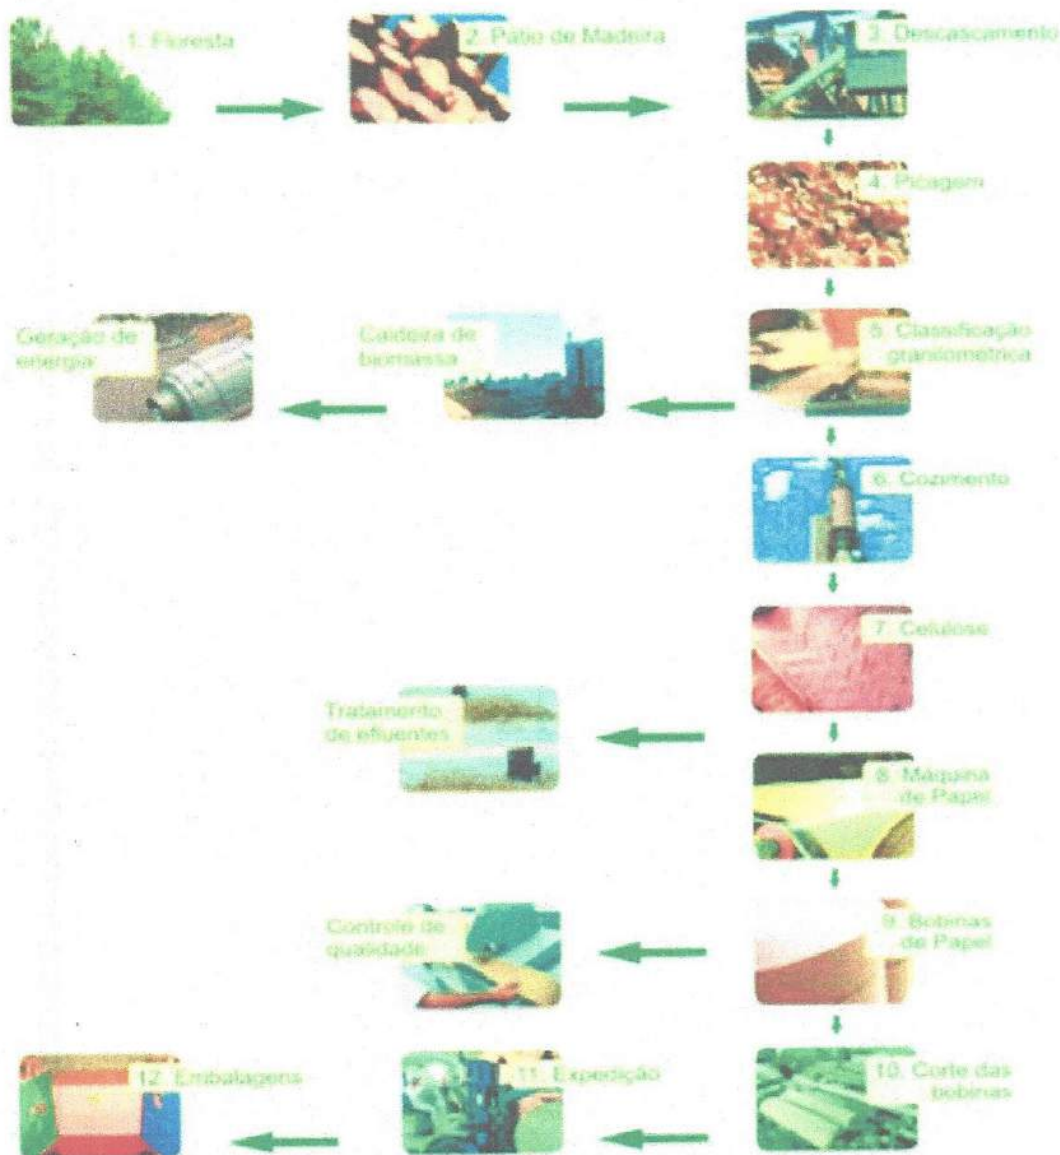 1. Floresta
2. Pátio de Madeira
3. Descascamento
4. Picagem
Geração de
energia
Caldeira de
biomassa
5. Classificação
granilométrica
6. Cozimento
7. Celulose
Tratamento
de efluentes
8. Máquina
de Papel
Controle de
qualidade
9. Bobinas
de Papel
12. Embalagens
11. Expedição
10. Corte das
bobinas